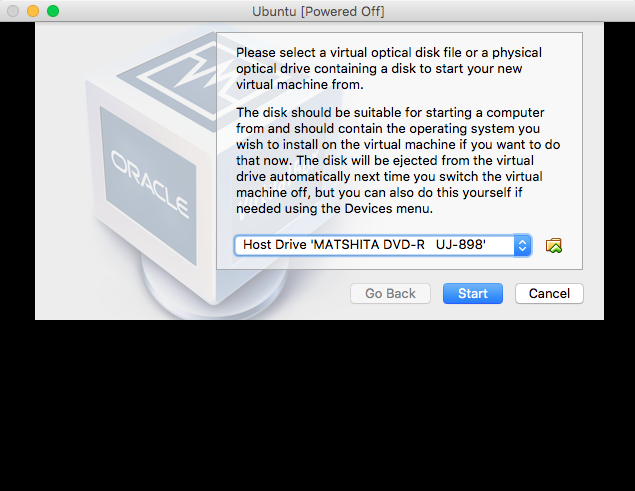 Ubuntu [Powered Off]
Please select a virtual optical disk file or a physical
optical drive containing a disk to start your new
virtual machine from.
The disk should be suitable for starting a computer
from and should contain the operating system you
wish to install on the virtual machine if you want to do
that now. The disk will be ejected from the virtual
drive automatically next time you switch the virtual
machine off, but you can also do this yourself if
needed using the Devices menu.
ORACLE
Host Drive 'MATSHITA DVD-R   UJ-898'
Go Back
Start
Cancel